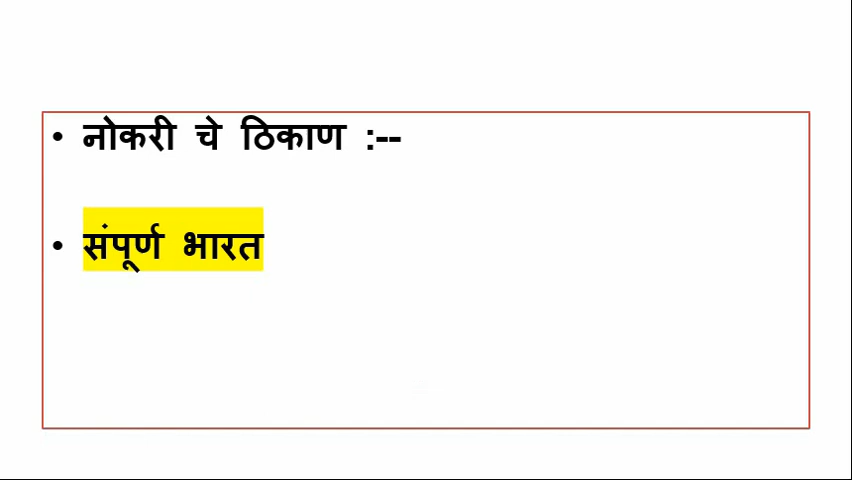 • नोकरी चे ठिकाण :--
• संपूर्ण भारत